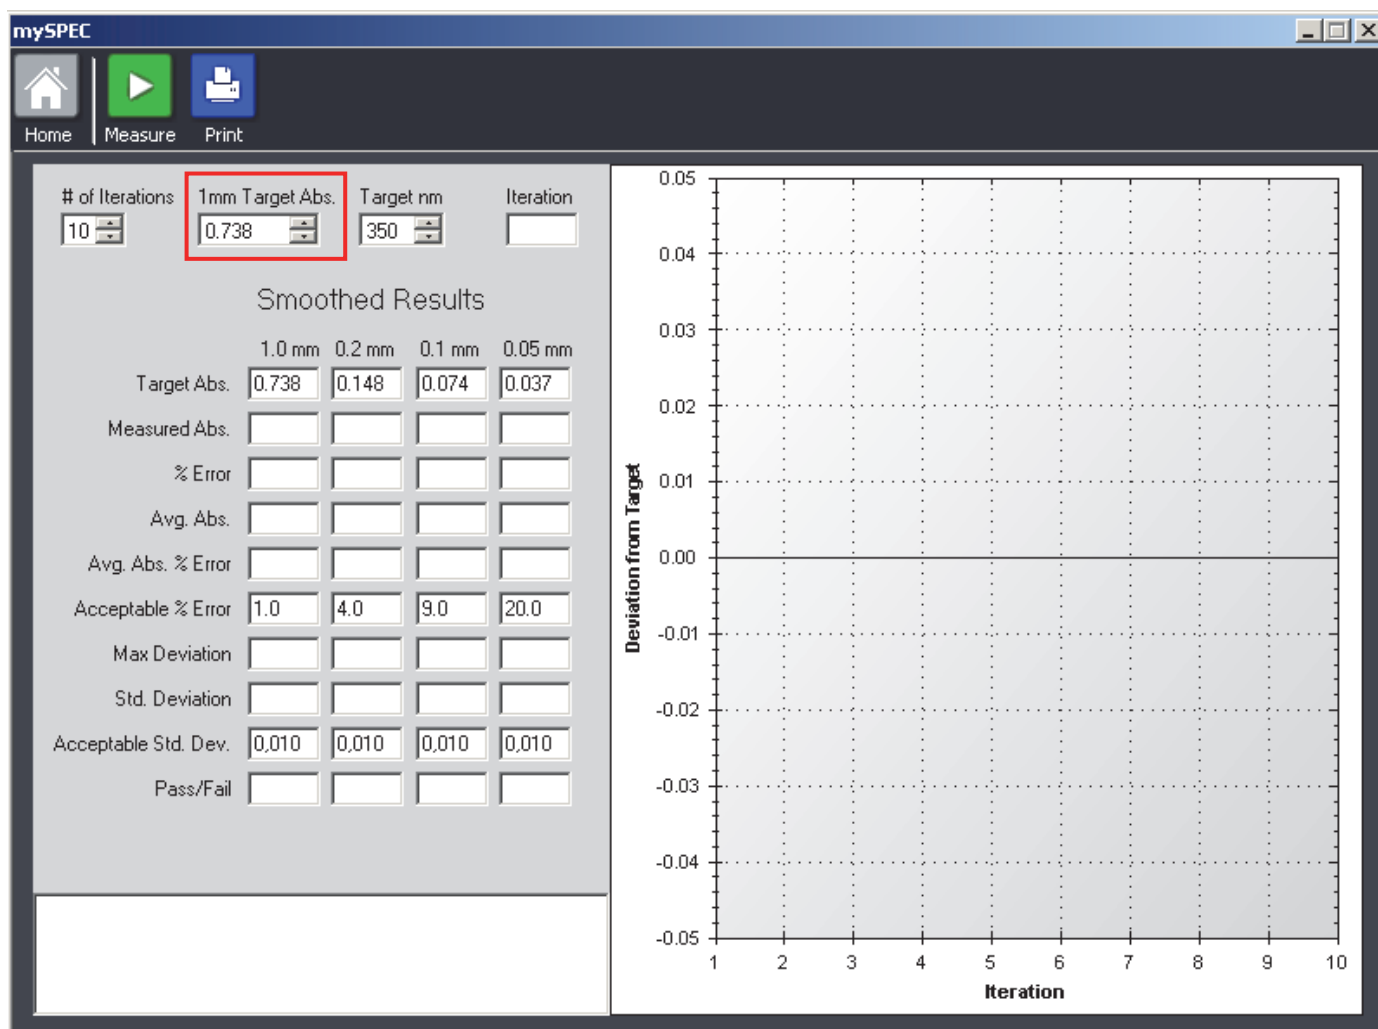 mySPEC
Home Measure Print
# of Iterations 1mm Target Abs. Target nm Iteration
10 0.738 350
Smoothed Results
1.0 mm 0.2 mm 0.1 mm 0.05 mm
Target Abs. 0.738 0.148 0.074 0.037
Measured Abs.
% Error
Avg. Abs.
Avg. Abs. % Error
Acceptable % Error 1.0 4.0 9.0 20.0
Max Deviation
Std. Deviation
Acceptable Std. Dev. 0,010 0,010 0,010 0,010
Pass/Fail
Deviation from Target
0.05
0.04
0.03
0.02
0.01
0.00
-0.01
-0.02
-0.03
-0.04
-0.05
1 2 3 4 5 6 7 8 9 10
Iteration